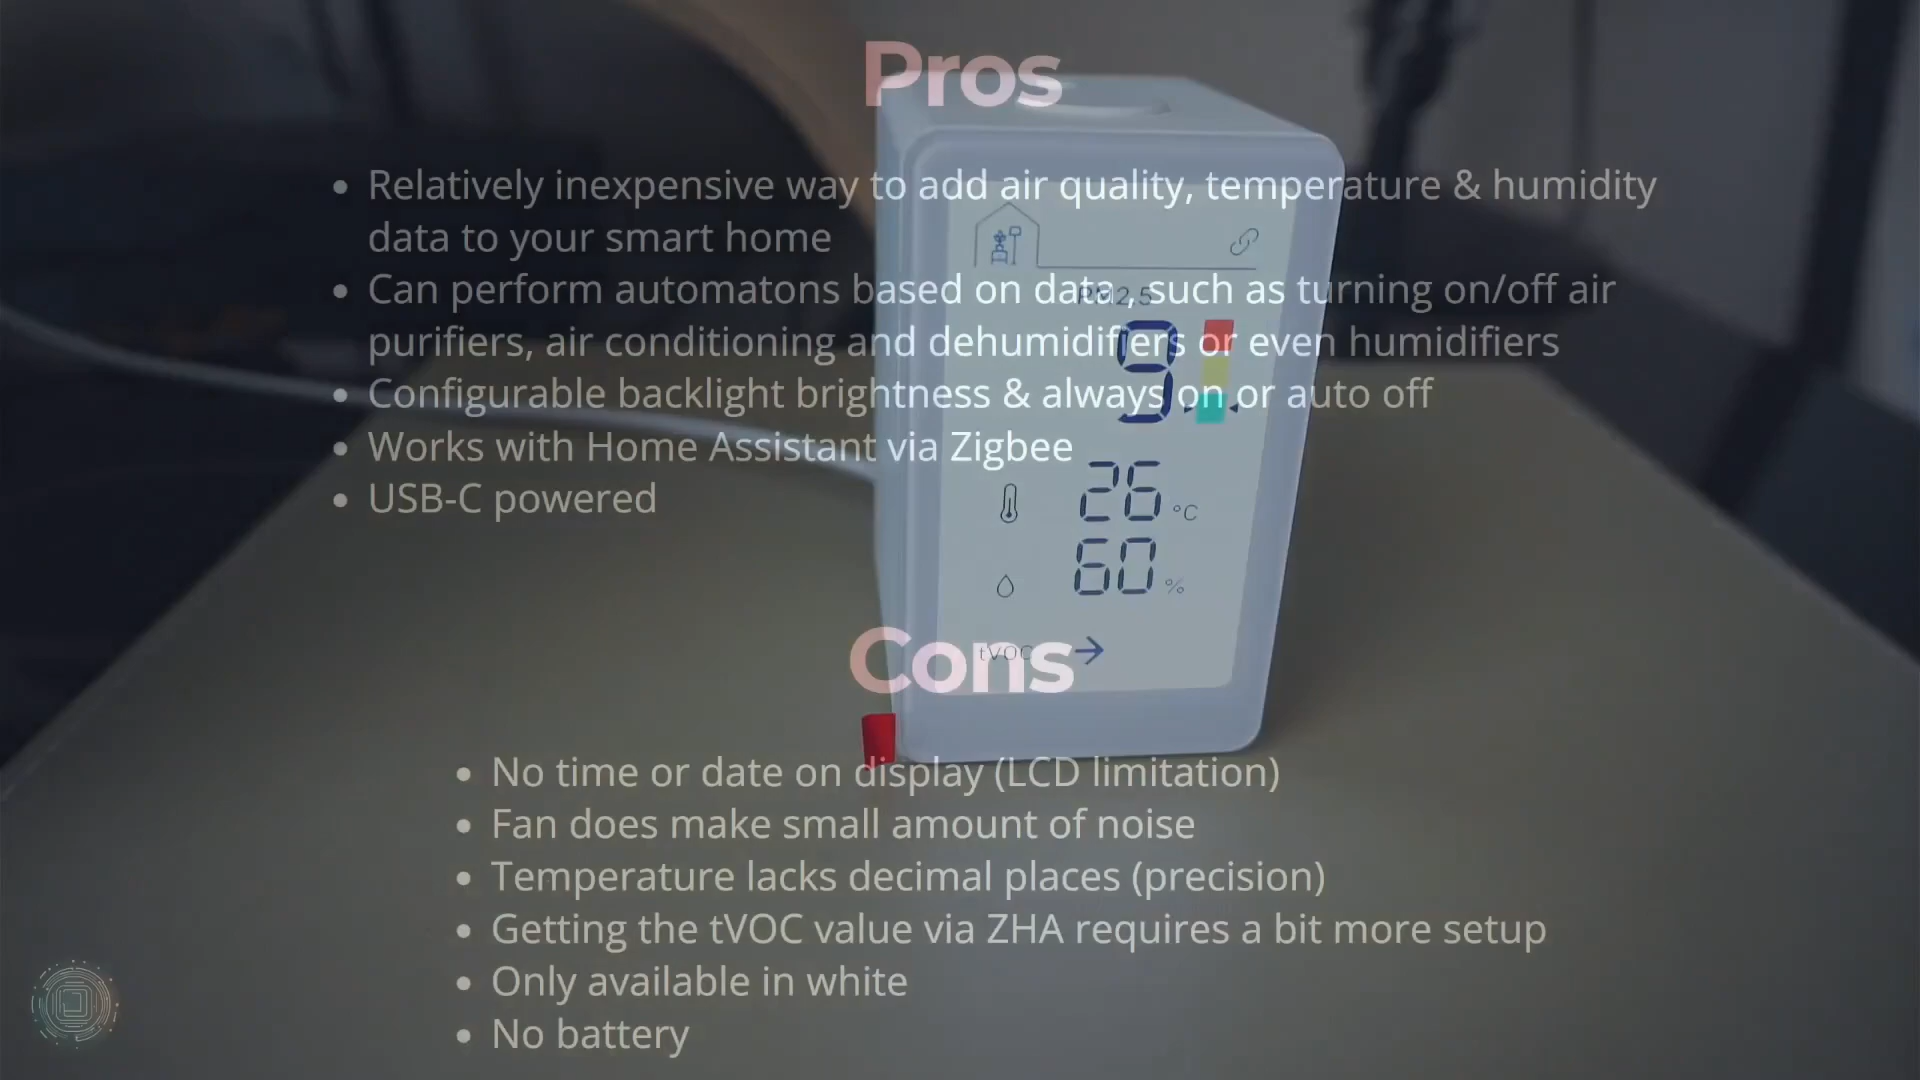 Pros
• Relatively inexpensive way to add air quality, temperature & humidity
data to your smart home
• Can perform automatons based on data, such as turning on/off air
purifiers, air conditioning and dehumidifiers or even humidifiers
• Configurable backlight brightness & always on or auto off
• Works with Home Assistant via Zigbee
• USB-C powered
PM2.5
9
26 °C
60 %
tVOC →
Cons
• No time or date on display (LCD limitation)
• Fan does make small amount of noise
• Temperature lacks decimal places (precision)
• Getting the tVOC value via ZHA requires a bit more setup
• Only available in white
• No battery